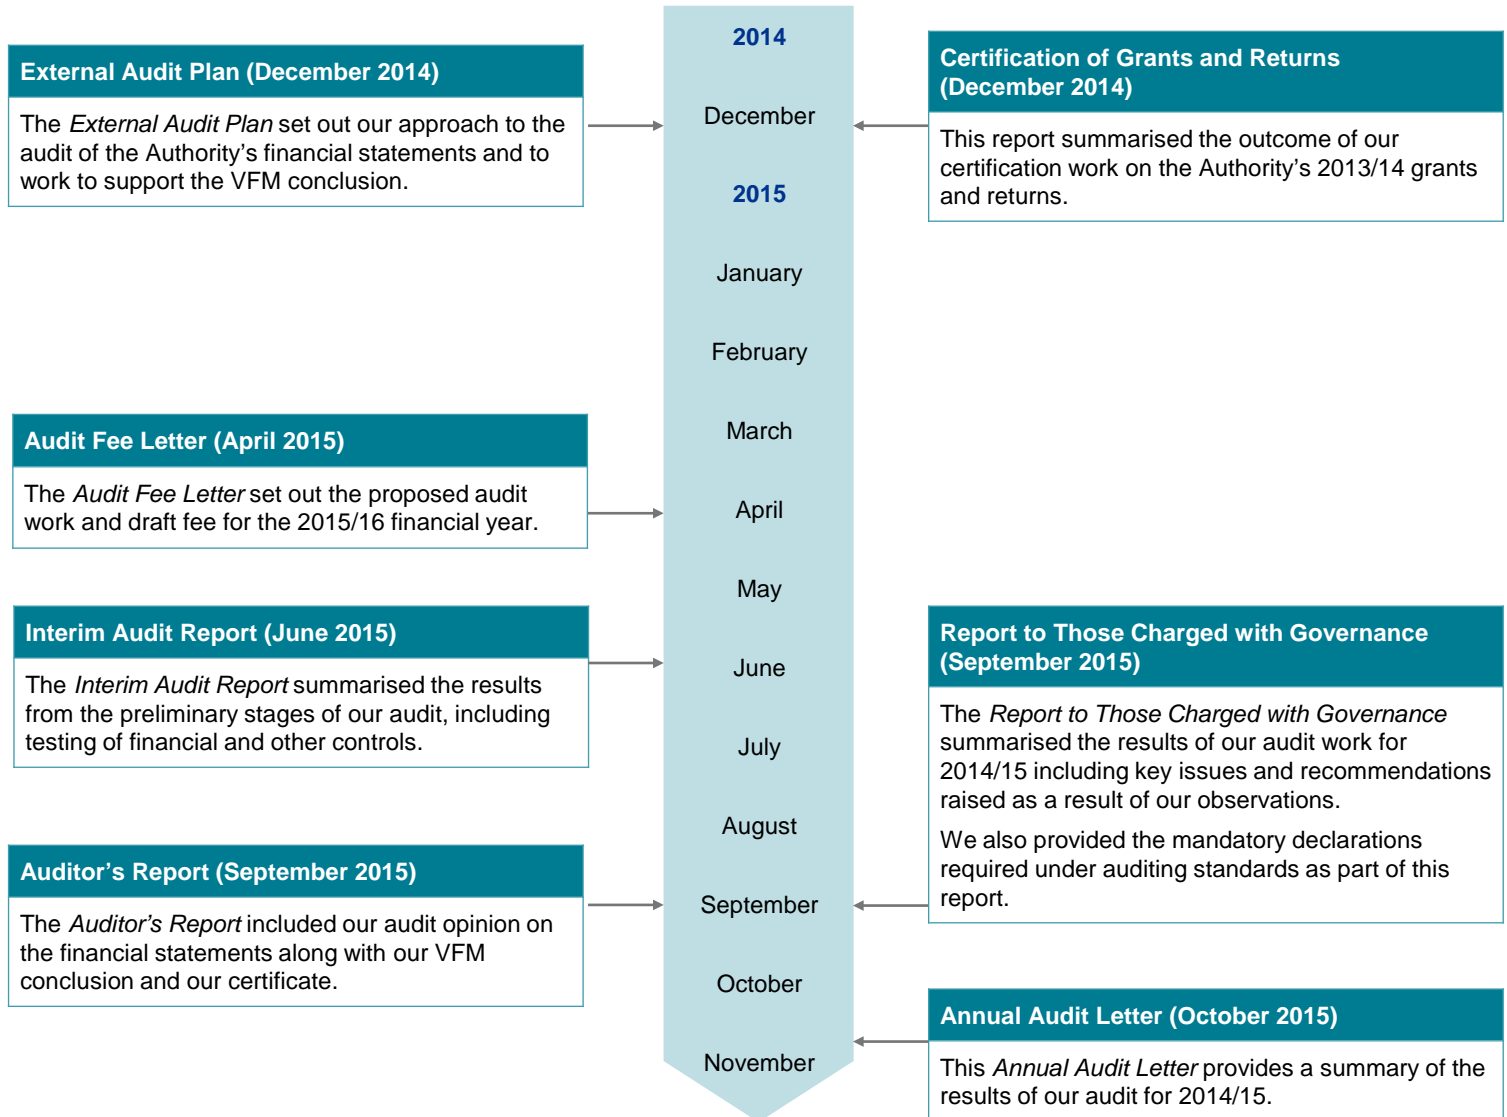 2014
December
2015
January
February
March
April
May
June
July
August
September
October
November
External Audit Plan (December 2014)
The External Audit Plan set out our approach to the
audit of the Authority’s financial statements and to
work to support the VFM conclusion.
Audit Fee Letter (April 2015)
The Audit Fee Letter set out the proposed audit
work and draft fee for the 2015/16 financial year.
Interim Audit Report (June 2015)
The Interim Audit Report summarised the results
from the preliminary stages of our audit, including
testing of financial and other controls.
Auditor’s Report (September 2015)
The Auditor’s Report included our audit opinion on
the financial statements along with our VFM
conclusion and our certificate.
Certification of Grants and Returns
(December 2014)
This report summarised the outcome of our
certification work on the Authority’s 2013/14 grants
and returns.
Report to Those Charged with Governance
(September 2015)
The Report to Those Charged with Governance
summarised the results of our audit work for
2014/15 including key issues and recommendations
raised as a result of our observations.
We also provided the mandatory declarations
required under auditing standards as part of this
report.
Annual Audit Letter (October 2015)
This Annual Audit Letter provides a summary of the
results of our audit for 2014/15.